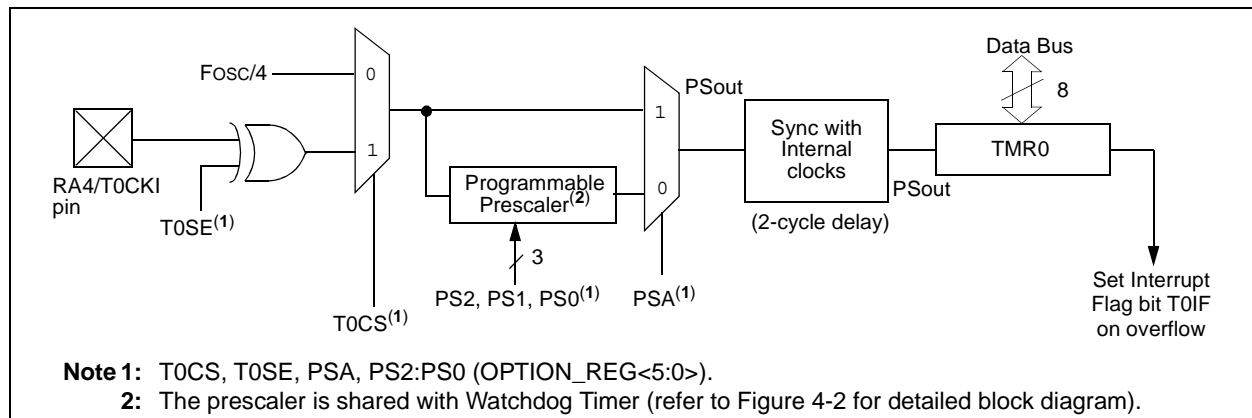 Data Bus
FOSC/4
0
PSout
8
1
1
Sync with
Internal
clocks
TMR0
RA4/T0CKI
pin
Programmable
Prescaler(2)
0
PSout
T0SE(1)
(2-cycle delay)
3
PS2, PS1, PS0(1)
PSA(1)
T0CS(1)
Set Interrupt
Flag bit T0IF
on overflow
Note 1: T0CS, T0SE, PSA, PS2:PS0 (OPTION_REG<5:0>).
2: The prescaler is shared with Watchdog Timer (refer to Figure 4-2 for detailed block diagram).